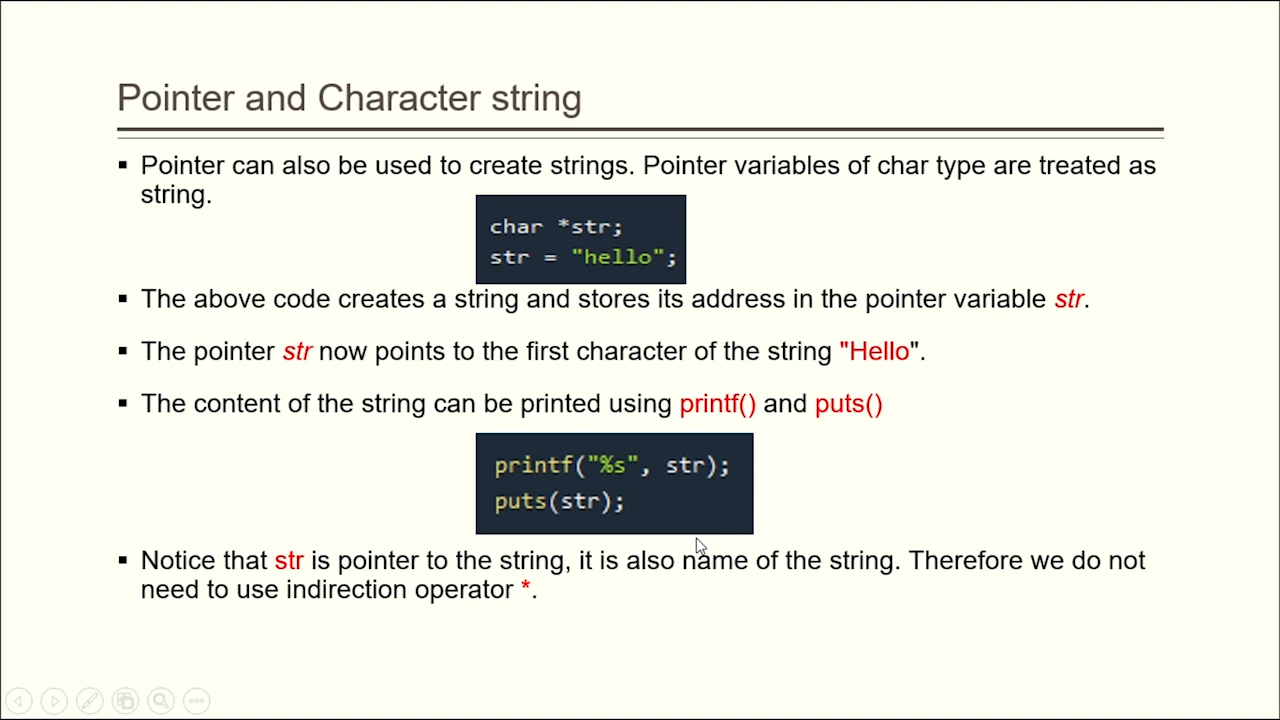 Pointer and Character string
▪ Pointer can also be used to create strings. Pointer variables of char type are treated as
string.
char *str;
str = "hello";
▪ The above code creates a string and stores its address in the pointer variable str.
▪ The pointer str now points to the first character of the string "Hello".
▪ The content of the string can be printed using printf() and puts()
printf("%s", str);
puts(str);
▪ Notice that str is pointer to the string, it is also name of the string. Therefore we do not
need to use indirection operator *.